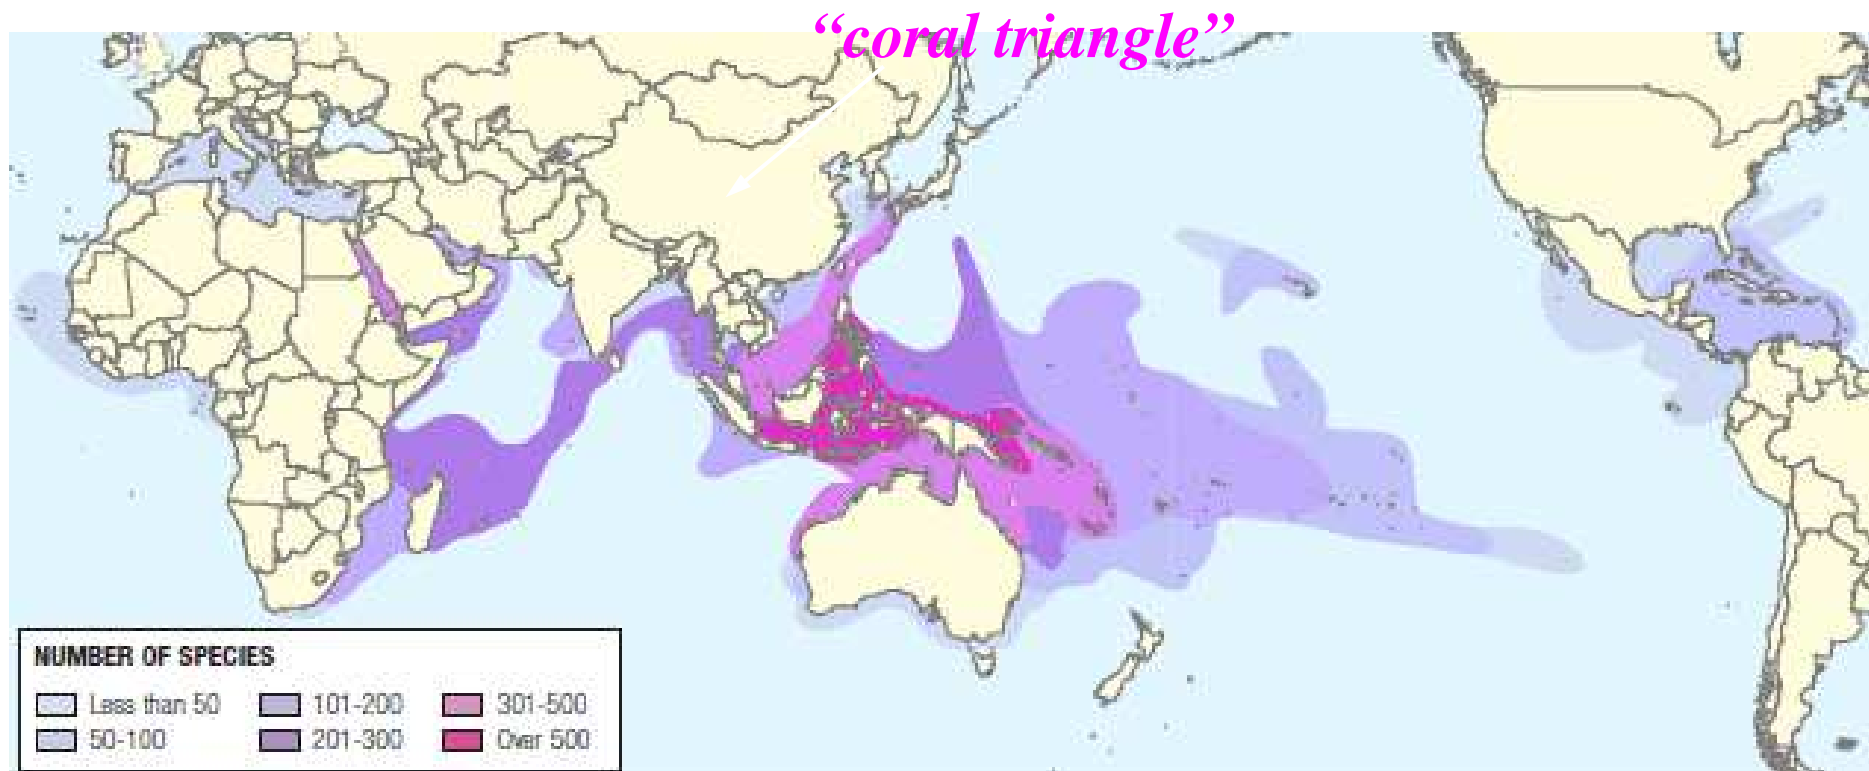 “coral triangle”
NUMBER OF SPECIES
Less than 50
101-200
301-500
50-100
201-300
Over 500